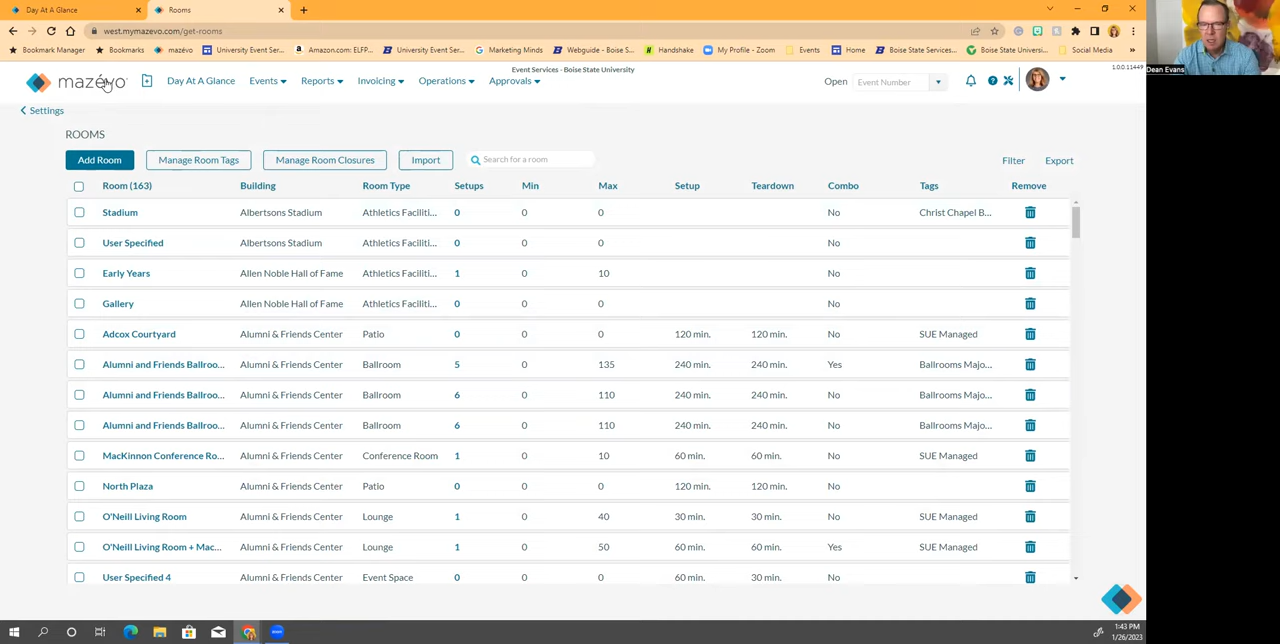 Day At A Glance
Rooms
west.mymazevo.com/get-rooms
Bookmark Manager Bookmarks mazévo University Event Ser... Amazon.com: ELFP... University Event Ser... Marketing Minds Webguide - Boise S... Handshake My Profile - Zoom Events Home Boise State Services... Boise State Universi... Social Media »
Dean Evans
Event Services - Boise State University
1.0.0.11449
mazévo Day At A Glance Events Reports Invoicing Operations Approvals Open Event Number
Settings
ROOMS
Add Room Manage Room Tags Manage Room Closures Import Search for a room Filter Export
Room (163) Building Room Type Setups Min Max Setup Teardown Combo Tags Remove
Stadium Albertsons Stadium Athletics Faciliti... 0 0 0 No Christ Chapel B...
User Specified Albertsons Stadium Athletics Faciliti... 0 0 0 No
Early Years Allen Noble Hall of Fame Athletics Faciliti... 1 0 10 No
Gallery Allen Noble Hall of Fame Athletics Faciliti... 0 0 0 No
Adcox Courtyard Alumni & Friends Center Patio 0 0 0 120 min. 120 min. No SUE Managed
Alumni and Friends Ballroo... Alumni & Friends Center Ballroom 5 0 135 240 min. 240 min. Yes Ballrooms Majo...
Alumni and Friends Ballroo... Alumni & Friends Center Ballroom 6 0 110 240 min. 240 min. No Ballrooms Majo...
Alumni and Friends Ballroo... Alumni & Friends Center Ballroom 6 0 110 240 min. 240 min. No Ballrooms Majo...
MacKinnon Conference Ro... Alumni & Friends Center Conference Room 1 0 10 60 min. 60 min. No SUE Managed
North Plaza Alumni & Friends Center Patio 0 0 0 120 min. 120 min. No
O'Neill Living Room Alumni & Friends Center Lounge 1 0 40 30 min. 30 min. No SUE Managed
O'Neill Living Room + Mac... Alumni & Friends Center Lounge 1 0 50 60 min. 60 min. Yes SUE Managed
User Specified 4 Alumni & Friends Center Event Space 0 0 0 60 min. 30 min. No
1:43 PM
1/26/2023